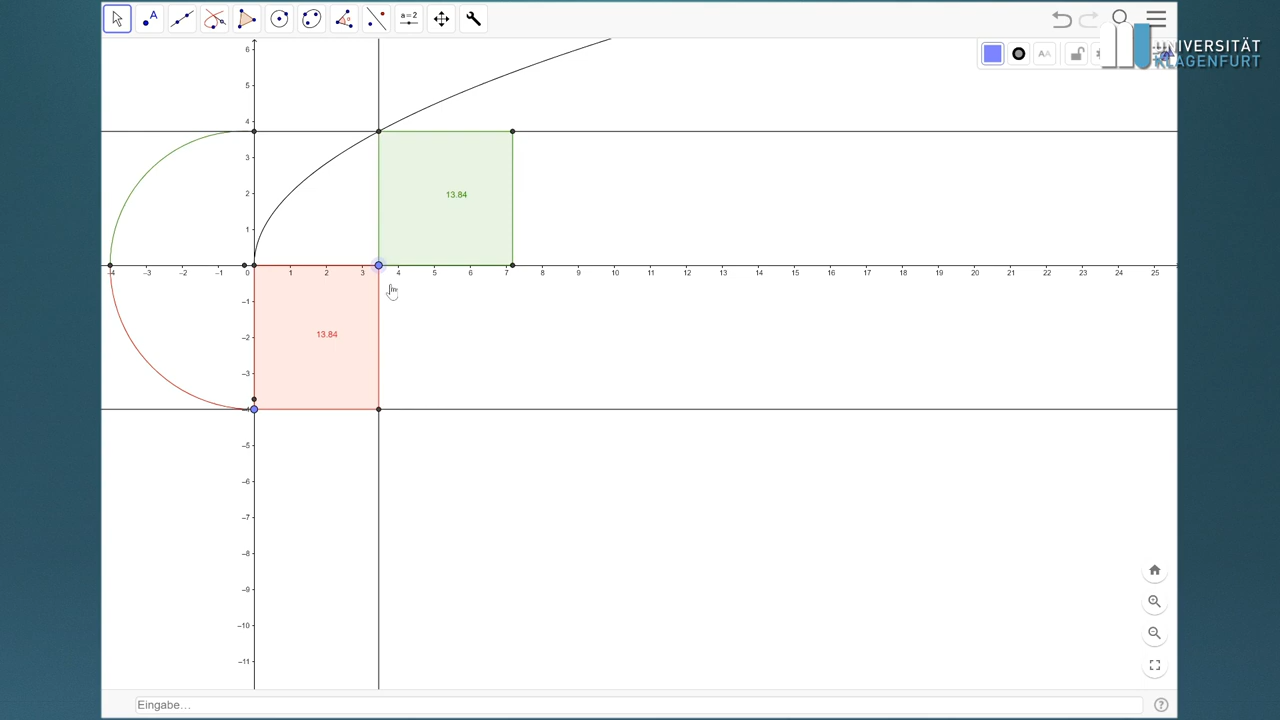 A
a=2
AA
UNIVERSITÄT
KLAGENFURT
6
5
4
3
2
1
13.84
−4 −3 −2 −1 0 1 2 3 4 5 6 7 8 9 10 11 12 13 14 15 16 17 18 19 20 21 22 23 24 25
−1
−2
13.84
−3
−4
−5
−6
−7
−8
−9
−10
−11
Eingabe…
?